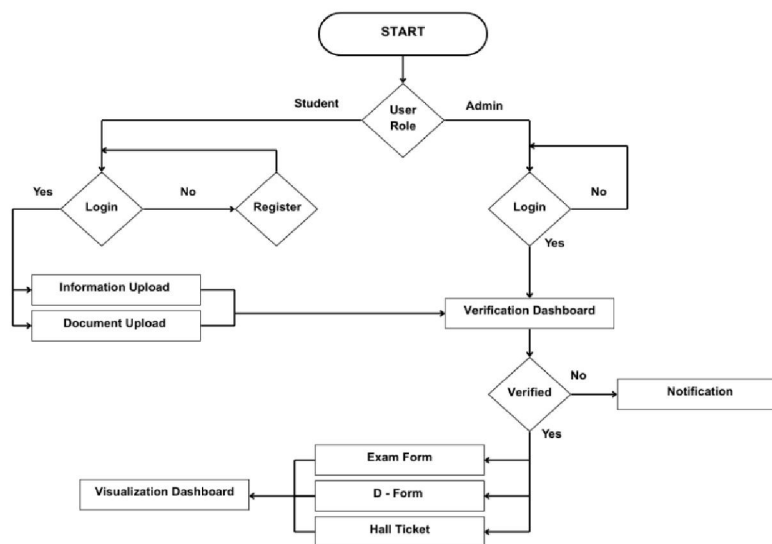 START
Student
User
Role
Admin
Yes
Login
No
Register
Login
No
Yes
Information Upload
Document Upload
Verification Dashboard
Verified
No
Notification
Yes
Exam Form
Visualization Dashboard
D - Form
Hall Ticket